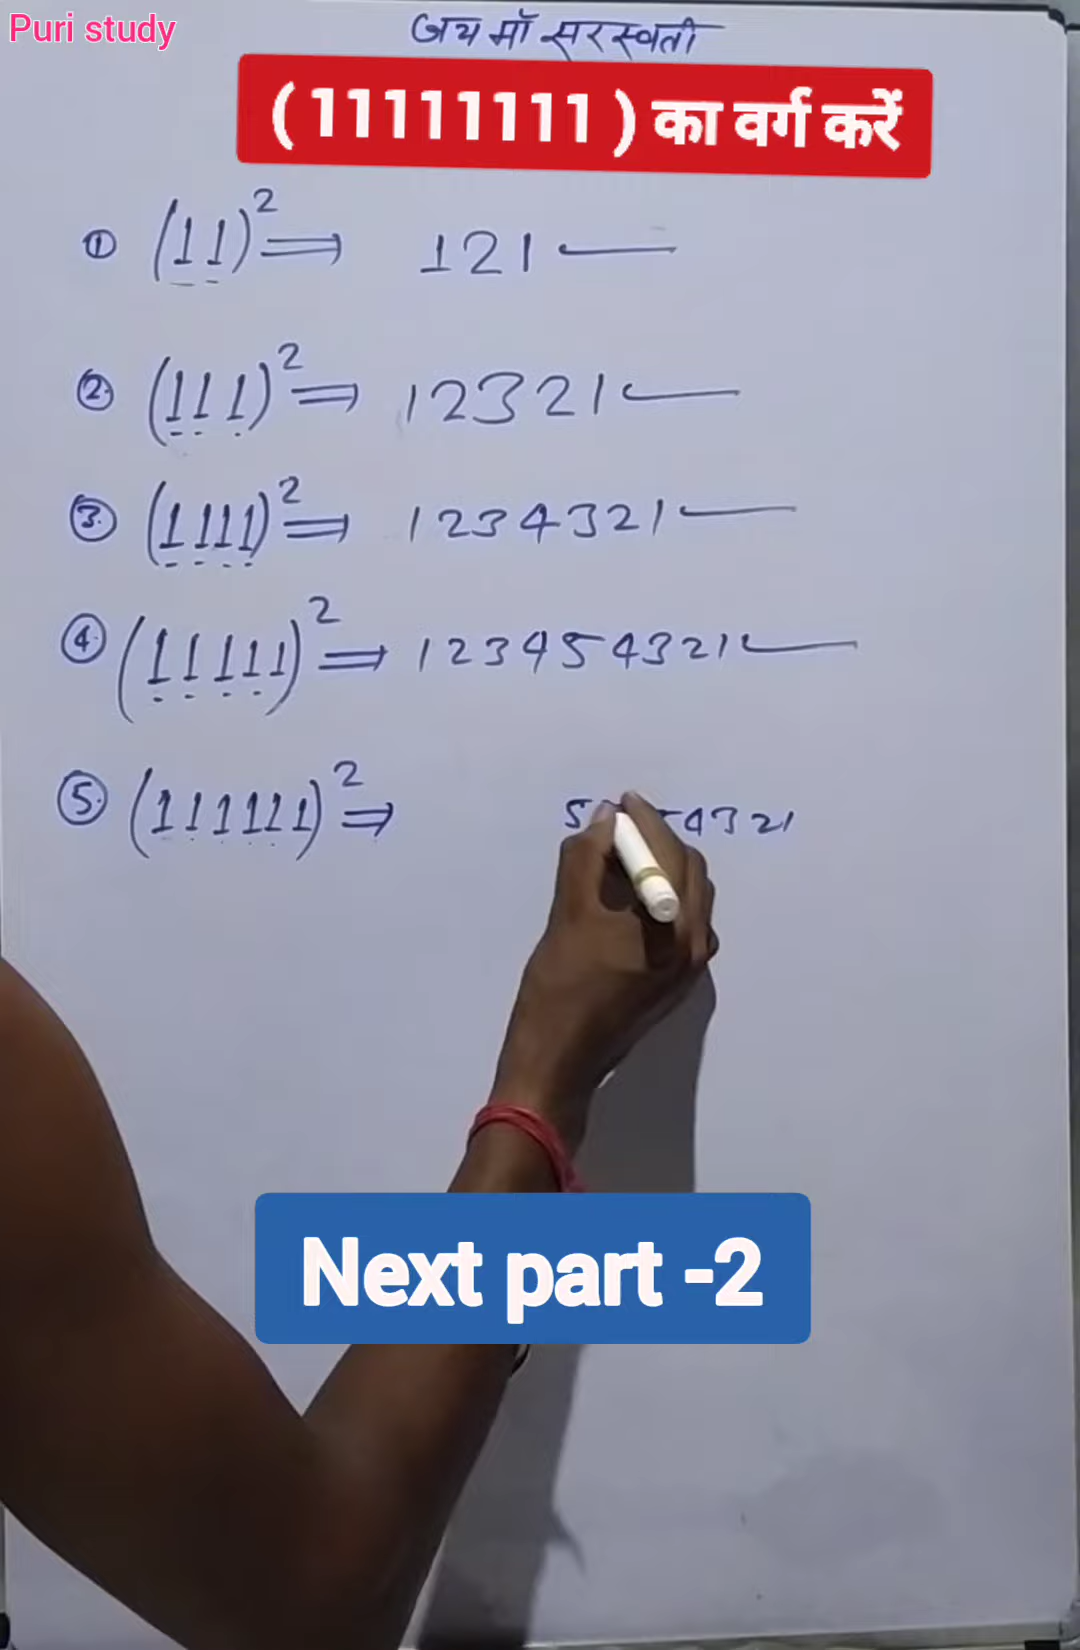 Puri study
जय माँ सरस्वती
( 11111111 ) का वर्ग करें
① (11)² ⇒ 121
② (111)² ⇒ 12321
③ (1111)² ⇒ 1234321
④ (11111)² ⇒ 123454321
⑤ (111111)² ⇒ 5 4321
Next part -2